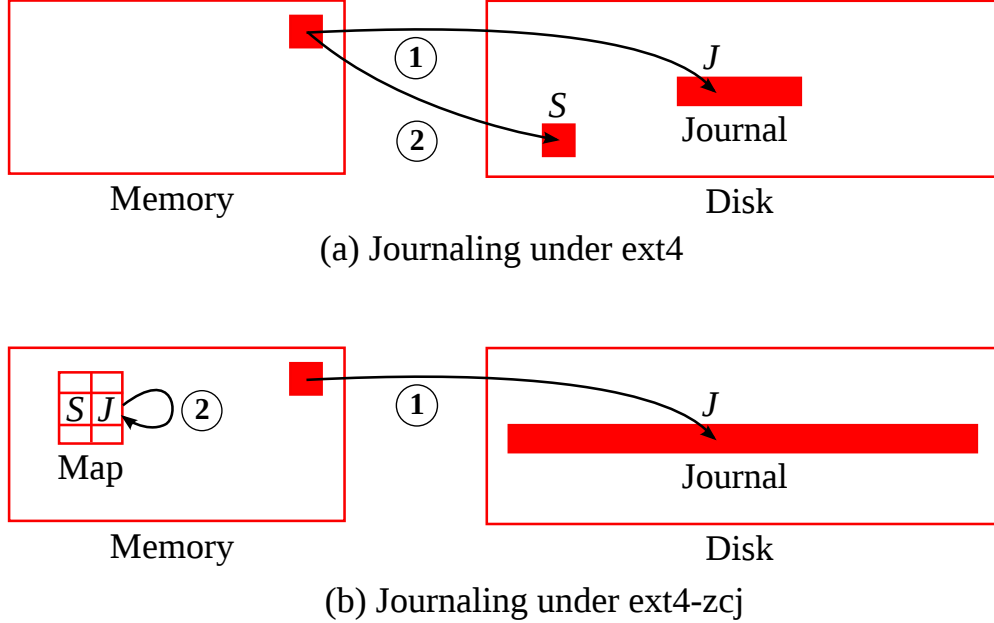 1
J
S
2
Journal
Memory
Disk
(a) Journaling under ext4
S J
2
1
J
Map
Journal
Memory
Disk
(b) Journaling under ext4-zcj